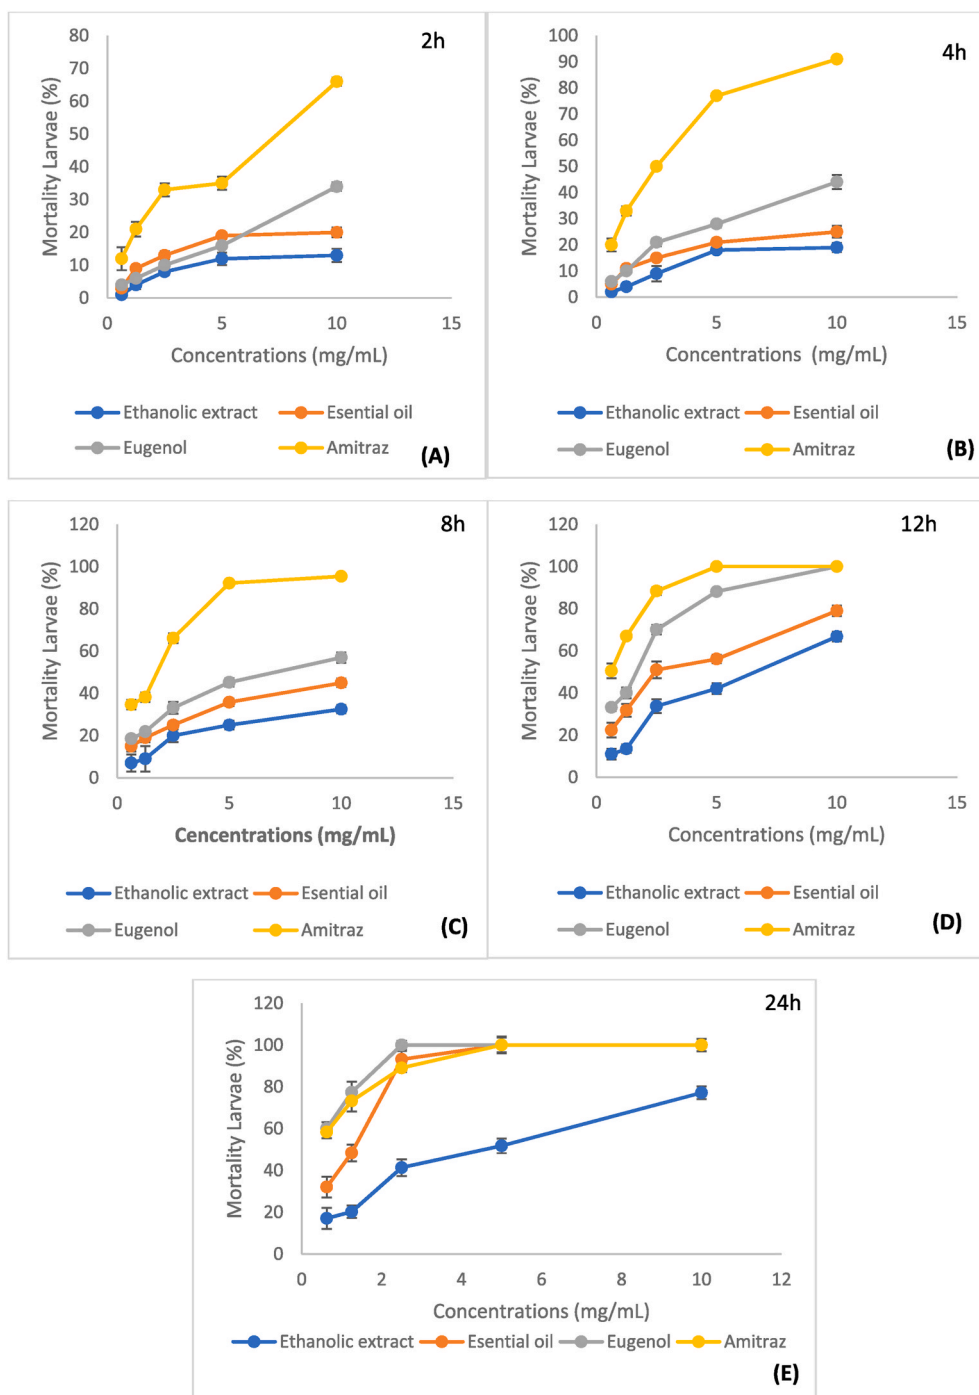 2h
Mortality Larvae (%)
80
70
60
50
40
30
20
10
0
0 5 10 15
Concentrations (mg/mL)
Ethanolic extract Esential oil
Eugenol Amitraz
(A)
4h
Mortality Larvae (%)
100
90
80
70
60
50
40
30
20
10
0
0 5 10 15
Concentrations (mg/mL)
Ethanolic extract Esential oil
Eugenol Amitraz
(B)
8h
Mortality Larvae (%)
120
100
80
60
40
20
0
0 5 10 15
Cencentrations (mg/mL)
Ethanolic extract Esential oil
Eugenol Amitraz
(C)
12h
Mortality Larvae (%)
120
100
80
60
40
20
0
0 5 10 15
Concentrations (mg/mL)
Ethanolic extract Esential oil
Eugenol Amitraz
(D)
24h
Mortality Larvae (%)
120
100
80
60
40
20
0
0 2 4 6 8 10 12
Concentrations (mg/mL)
Ethanolic extract Esential oil Eugenol Amitraz
(E)